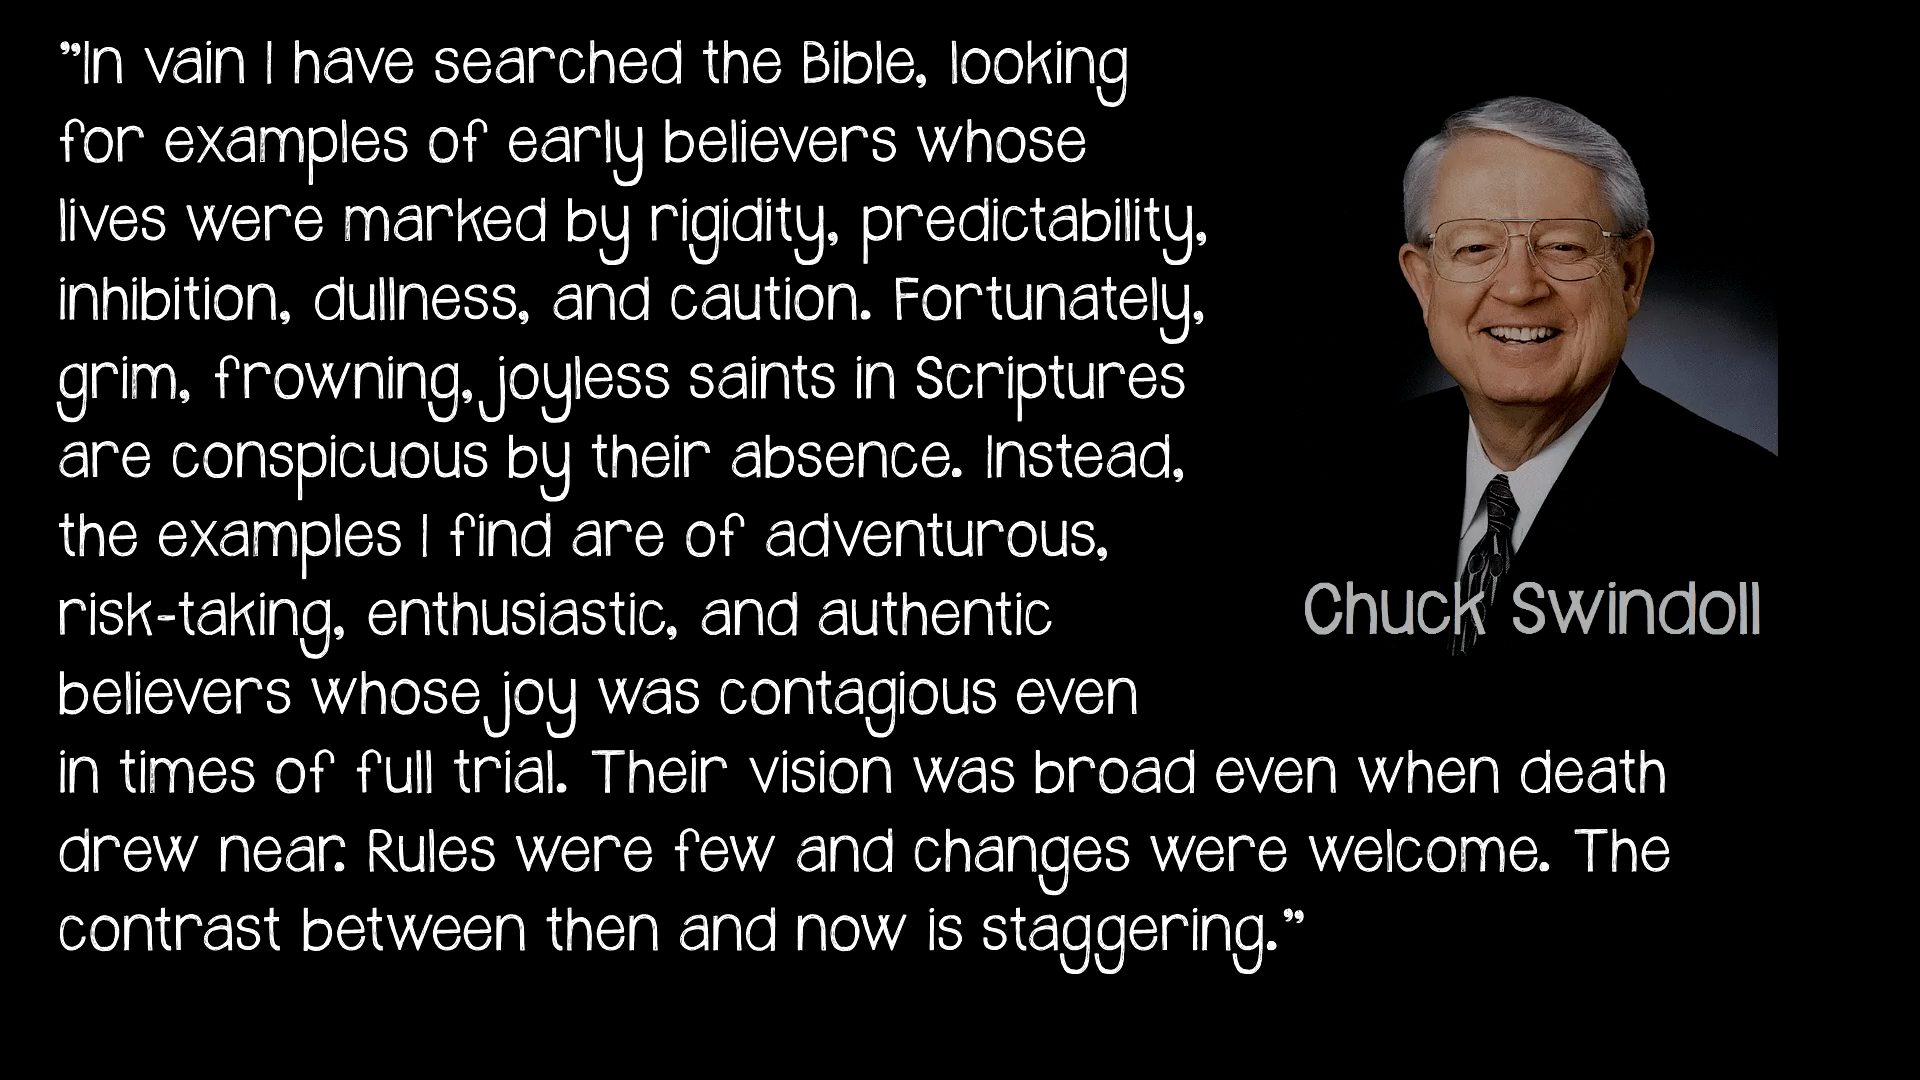 ”In vain I have searched the Bible, looking
for examples of early believers whose
lives were marked by rigidity, predictability,
inhibition, dullness, and caution. Fortunately,
grim, frowning, joyless saints in Scriptures
are conspicuous by their absence. Instead,
the examples I find are of adventurous,
risk-taking, enthusiastic, and authentic
believers whose joy was contagious even
in times of full trial. Their vision was broad even when death
drew near. Rules were few and changes were welcome. The
contrast between then and now is staggering.”
Chuck Swindoll